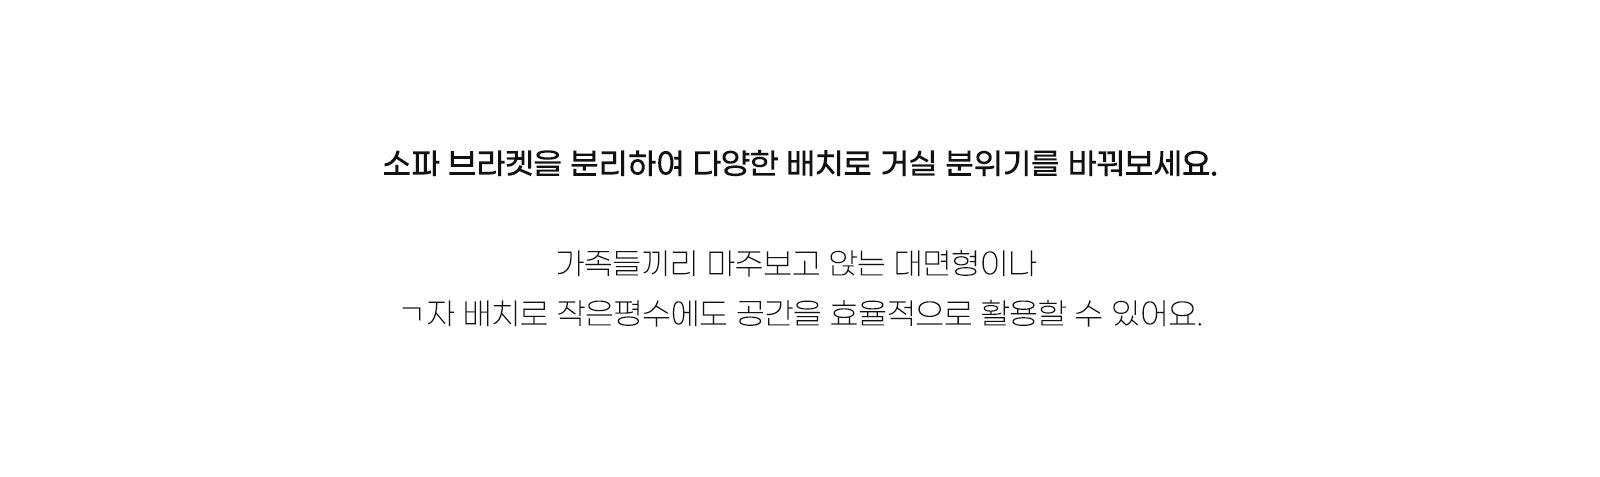 소파 브라켓을 분리하여 다양한 배치로 거실 분위기를 바꿔보세요.
가족들끼리 마주보고 앉는 대면형이나
ㄱ자 배치로 작은평수에도 공간을 효율적으로 활용할 수 있어요.